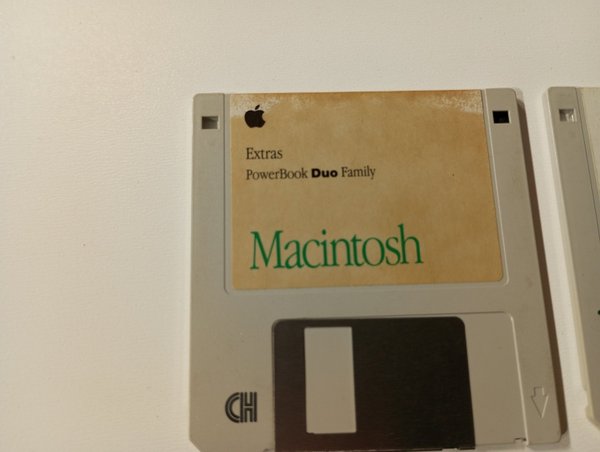 Extras
PowerBook Duo Family
Macintosh
CH